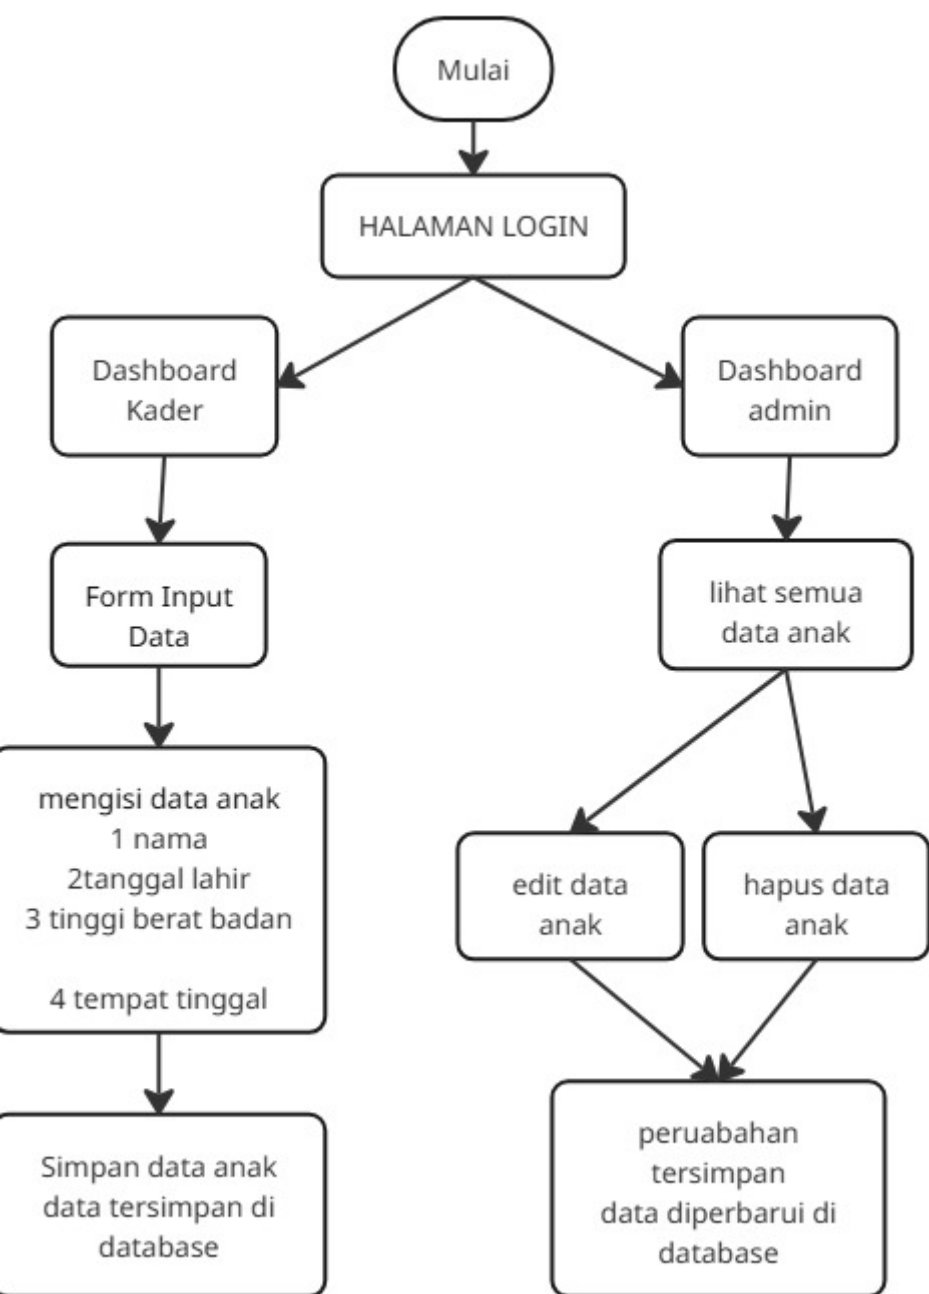 Mulai
HALAMAN LOGIN
Dashboard
Kader
Dashboard
admin
Form Input
Data
lihat semua
data anak
mengisi data anak
1 nama
2tanggal lahir
3 tinggi berat badan
4 tempat tinggal
edit data
anak
hapus data
anak
Simpan data anak
data tersimpan di
database
peruabahan
tersimpan
data diperbarui di
database